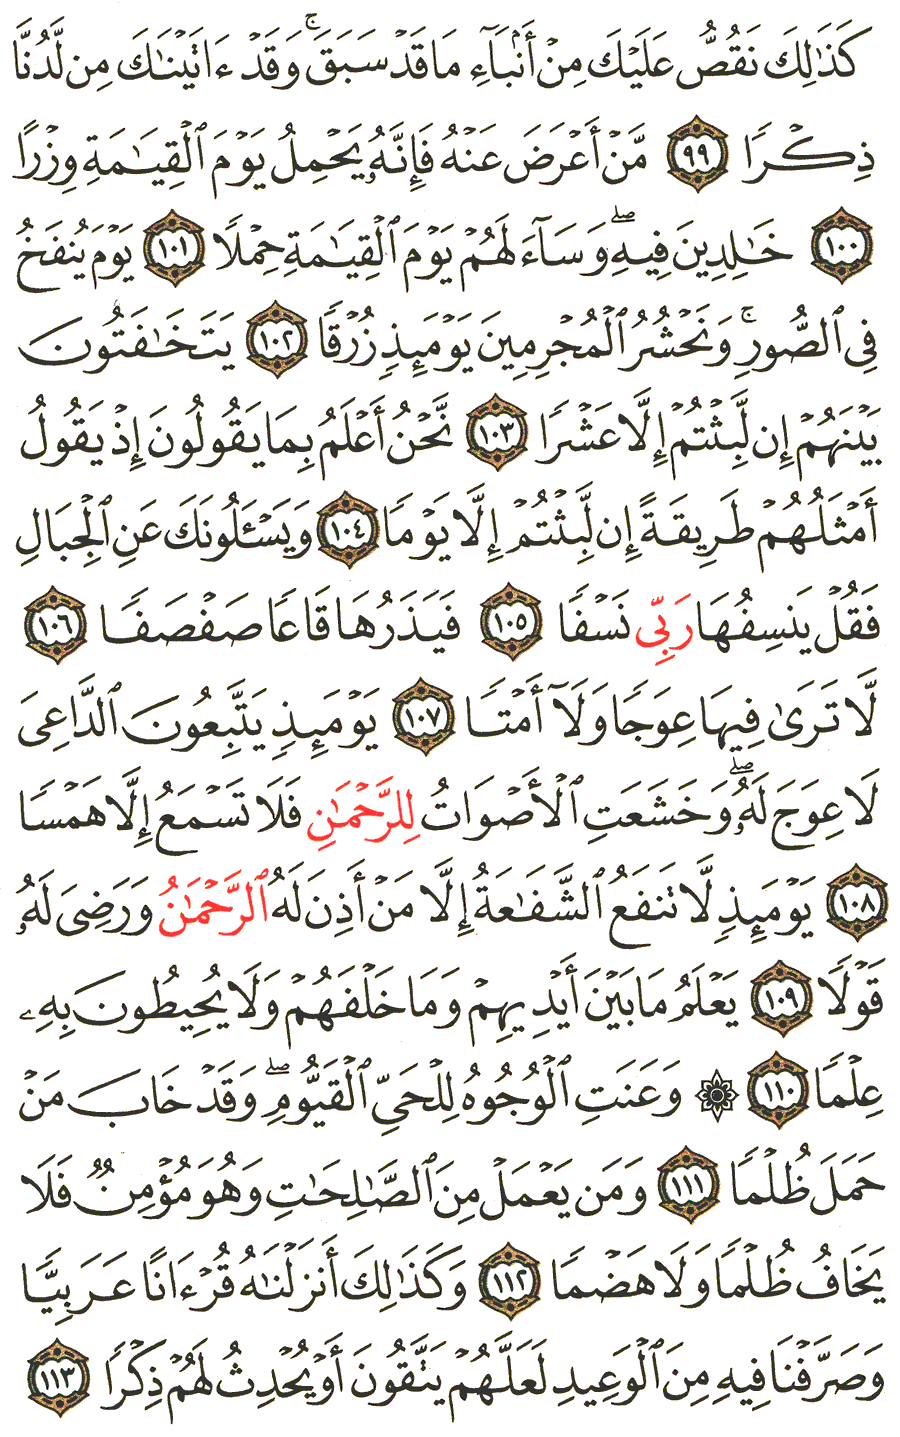 كَذَٰلِكَ نَقُصُّ عَلَيْكَ مِنْ أَنۢبَآءِ مَا قَدْ سَبَقَ ۚ وَقَدْ ءَاتَيْنَٰكَ مِن لَّدُنَّا
ذِكْرًا ٩٩ مَّنْ أَعْرَضَ عَنْهُ فَإِنَّهُۥ يَحْمِلُ يَوْمَ ٱلْقِيَٰمَةِ وِزْرًا
١٠٠ خَٰلِدِينَ فِيهِ ۖ وَسَآءَ لَهُمْ يَوْمَ ٱلْقِيَٰمَةِ حِمْلًا ١٠١ يَوْمَ يُنفَخُ
فِى ٱلصُّورِ ۚ وَنَحْشُرُ ٱلْمُجْرِمِينَ يَوْمَئِذٍ زُرْقًا ١٠٢ يَتَخَٰفَتُونَ
بَيْنَهُمْ إِن لَّبِثْتُمْ إِلَّا عَشْرًا ١٠٣ نَّحْنُ أَعْلَمُ بِمَا يَقُولُونَ إِذْ يَقُولُ
أَمْثَلُهُمْ طَرِيقَةً إِن لَّبِثْتُمْ إِلَّا يَوْمًا ١٠٤ وَيَسْـَٔلُونَكَ عَنِ ٱلْجِبَالِ
فَقُلْ يَنسِفُهَا رَبِّى نَسْفًا ١٠٥ فَيَذَرُهَا قَاعًا صَفْصَفًا ١٠٦
لَّا تَرَىٰ فِيهَا عِوَجًا وَلَآ أَمْتًا ١٠٧ يَوْمَئِذٍ يَتَّبِعُونَ ٱلدَّاعِىَ
لَا عِوَجَ لَهُۥ ۖ وَخَشَعَتِ ٱلْأَصْوَاتُ لِلرَّحْمَٰنِ فَلَا تَسْمَعُ إِلَّا هَمْسًا
١٠٨ يَوْمَئِذٍ لَّا تَنفَعُ ٱلشَّفَٰعَةُ إِلَّا مَنْ أَذِنَ لَهُ ٱلرَّحْمَٰنُ وَرَضِىَ لَهُۥ
قَوْلًا ١٠٩ يَعْلَمُ مَا بَيْنَ أَيْدِيهِمْ وَمَا خَلْفَهُمْ وَلَا يُحِيطُونَ بِهِۦ
عِلْمًا ١١٠ ۞ وَعَنَتِ ٱلْوُجُوهُ لِلْحَىِّ ٱلْقَيُّومِ ۖ وَقَدْ خَابَ مَنْ
حَمَلَ ظُلْمًا ١١١ وَمَن يَعْمَلْ مِنَ ٱلصَّٰلِحَٰتِ وَهُوَ مُؤْمِنٌ فَلَا
يَخَافُ ظُلْمًا وَلَا هَضْمًا ١١٢ وَكَذَٰلِكَ أَنزَلْنَٰهُ قُرْءَانًا عَرَبِيًّا
وَصَرَّفْنَا فِيهِ مِنَ ٱلْوَعِيدِ لَعَلَّهُمْ يَتَّقُونَ أَوْ يُحْدِثُ لَهُمْ ذِكْرًا ١١٣